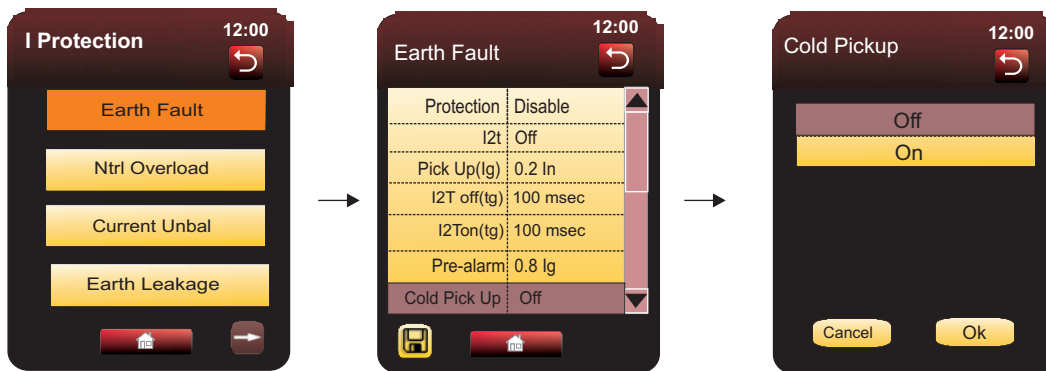 I Protection 12:00
Earth Fault
Ntrl Overload
Current Unbal
Earth Leakage
Earth Fault 12:00
Protection Disable
I2t Off
Pick Up(Ig) 0.2 In
I2T off(tg) 100 msec
I2Ton(tg) 100 msec
Pre-alarm 0.8 Ig
Cold Pick Up Off
Cold Pickup 12:00
Off
On
Cancel Ok